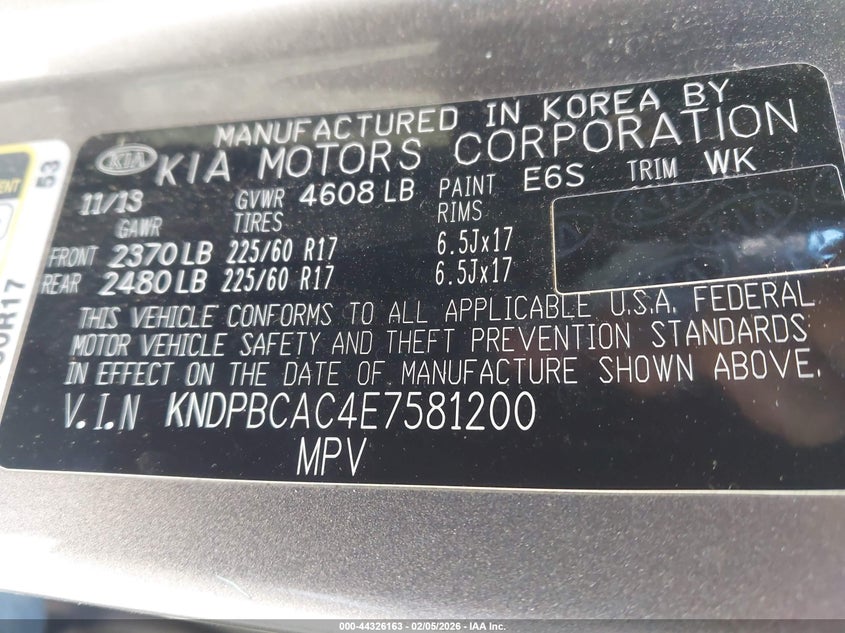 MANUFACTURED IN KOREA BY
KIA KIA MOTORS CORPORATION
11/13 GVWR 4608 LB PAINT E6S TRIM WK
GAWR TIRES RIMS
FRONT 2370 LB 225/60 R17 6.5Jx17
REAR 2480 LB 225/60 R17 6.5Jx17
THIS VEHICLE CONFORMS TO ALL APPLICABLE U.S.A. FEDERAL
MOTOR VEHICLE SAFETY AND THEFT PREVENTION STANDARDS
IN EFFECT ON THE DATE OF MANUFACTURE SHOWN ABOVE.
V.I.N KNDPBCAC4E7581200
MPV
53
000-44326163 - 02/05/2026 - IAA Inc.